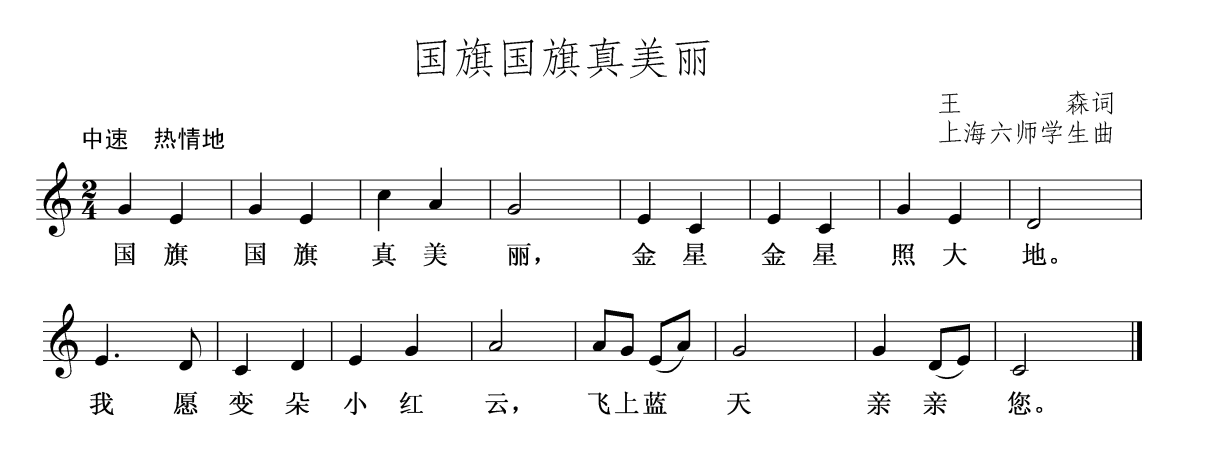 国旗国旗真美丽
王 森词
上海六师学生曲
中速 热情地
2
4
国 旗 国 旗 真 美 丽， 金 星 金 星 照 大 地。
我 愿 变 朵 小 红 云， 飞上蓝 天 亲 亲 您。